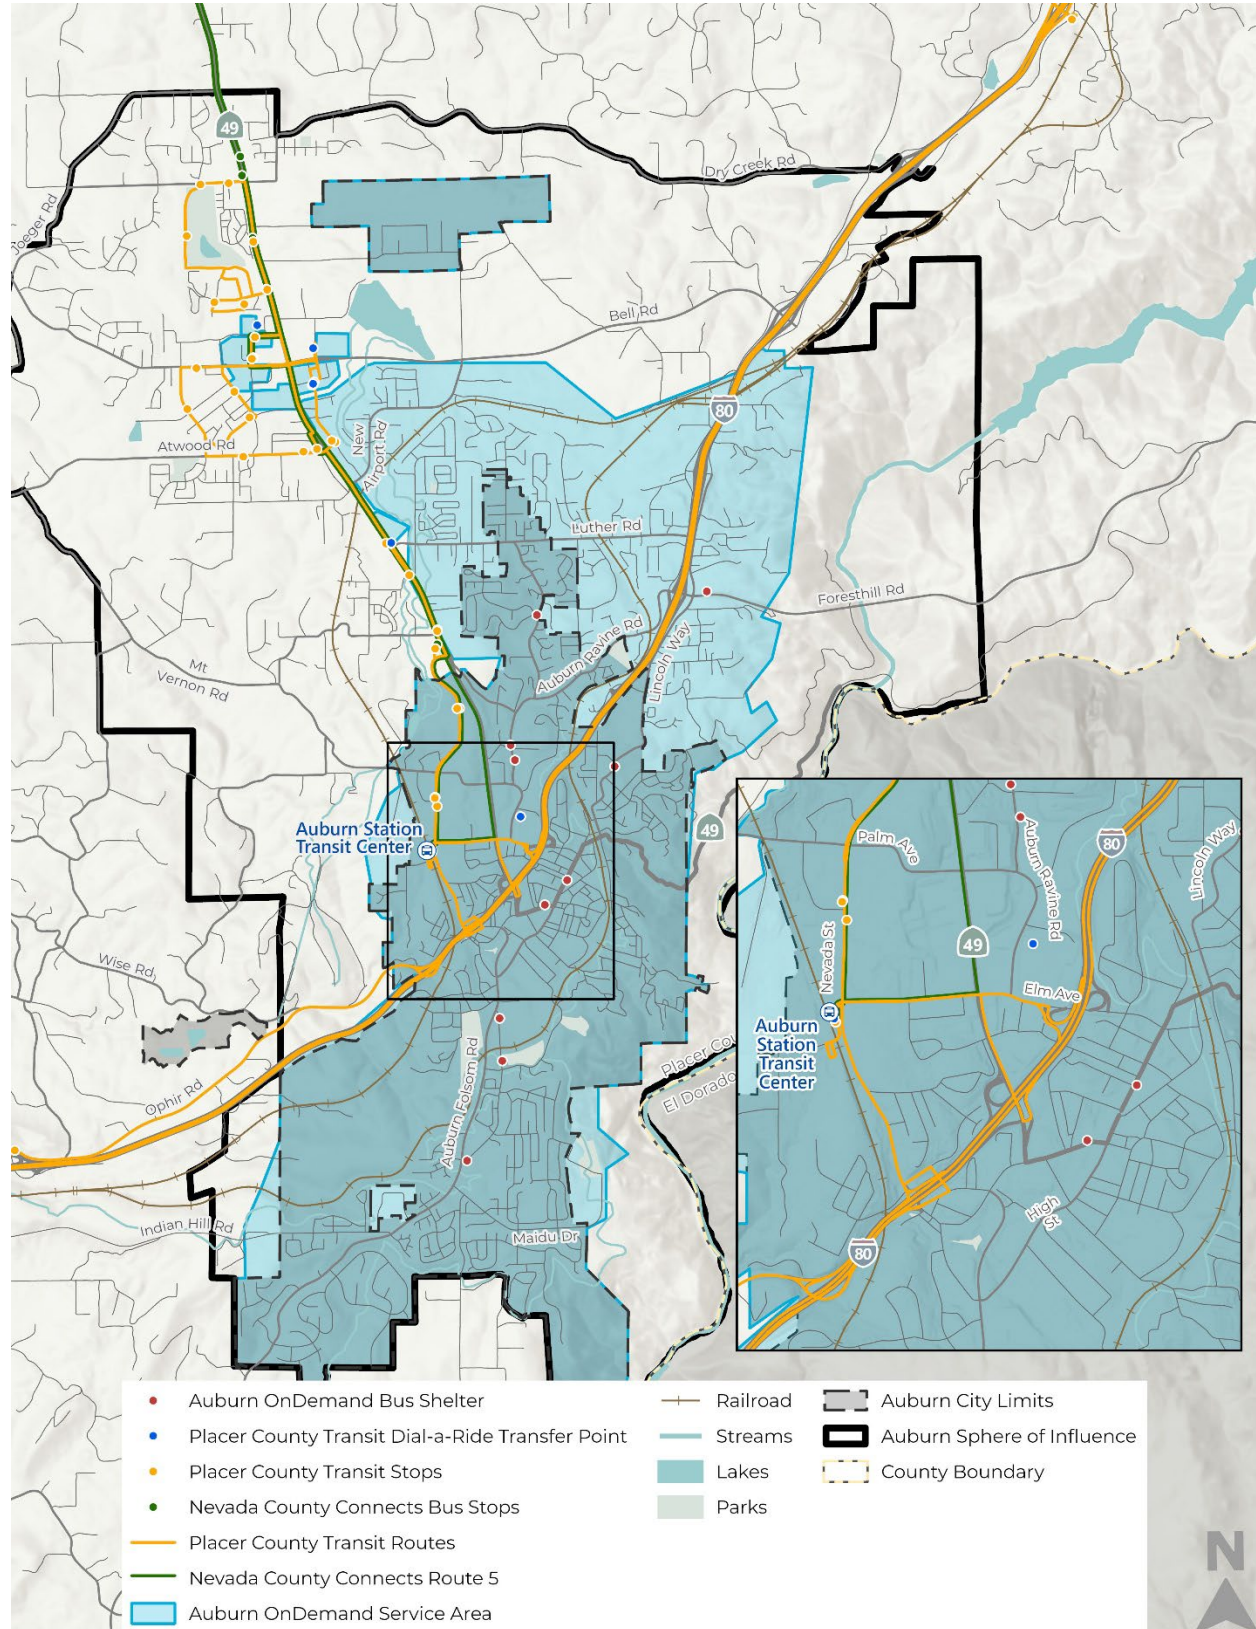 49
Dry Creek Rd
Joeger Rd
Bell Rd
80
New
Airport Rd
Atwood Rd
Luther Rd
Foresthill Rd
Auburn Ravine Rd
Lincoln Way
Mt
Vernon Rd
Auburn Station
Transit Center
49
Wise Rd
Ophir Rd
Auburn Folsom Rd
Placer Cou
El Dorado
Indian Hill Rd
Maidu Dr
Palm Ave
Auburn Ravine Rd
80
Lincoln Way
Nevada St
49
Elm Ave
Auburn
Station
Transit
Center
High
St
80
Auburn OnDemand Bus Shelter
Placer County Transit Dial-a-Ride Transfer Point
Placer County Transit Stops
Nevada County Connects Bus Stops
Placer County Transit Routes
Nevada County Connects Route 5
Auburn OnDemand Service Area
Railroad
Streams
Lakes
Parks
Auburn City Limits
Auburn Sphere of Influence
County Boundary
N